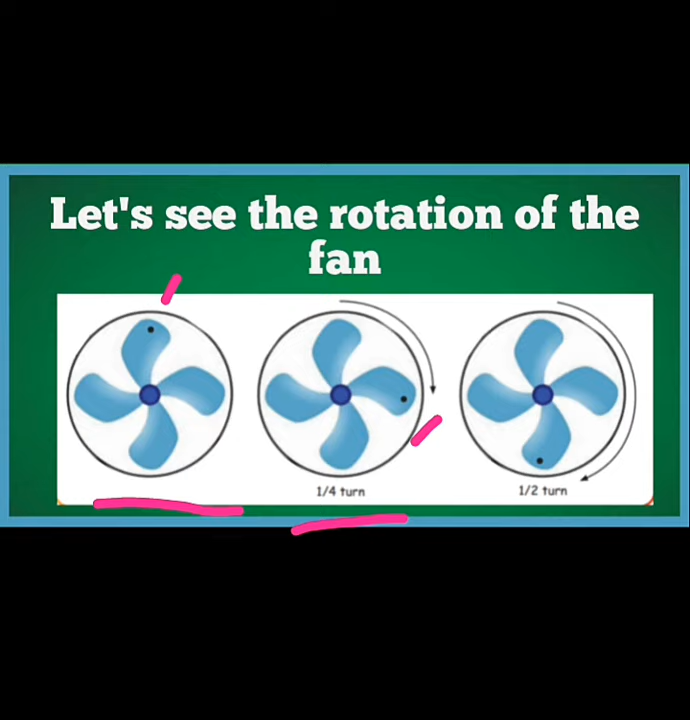 Let's see the rotation of the
fan
1/4 turn
1/2 turn